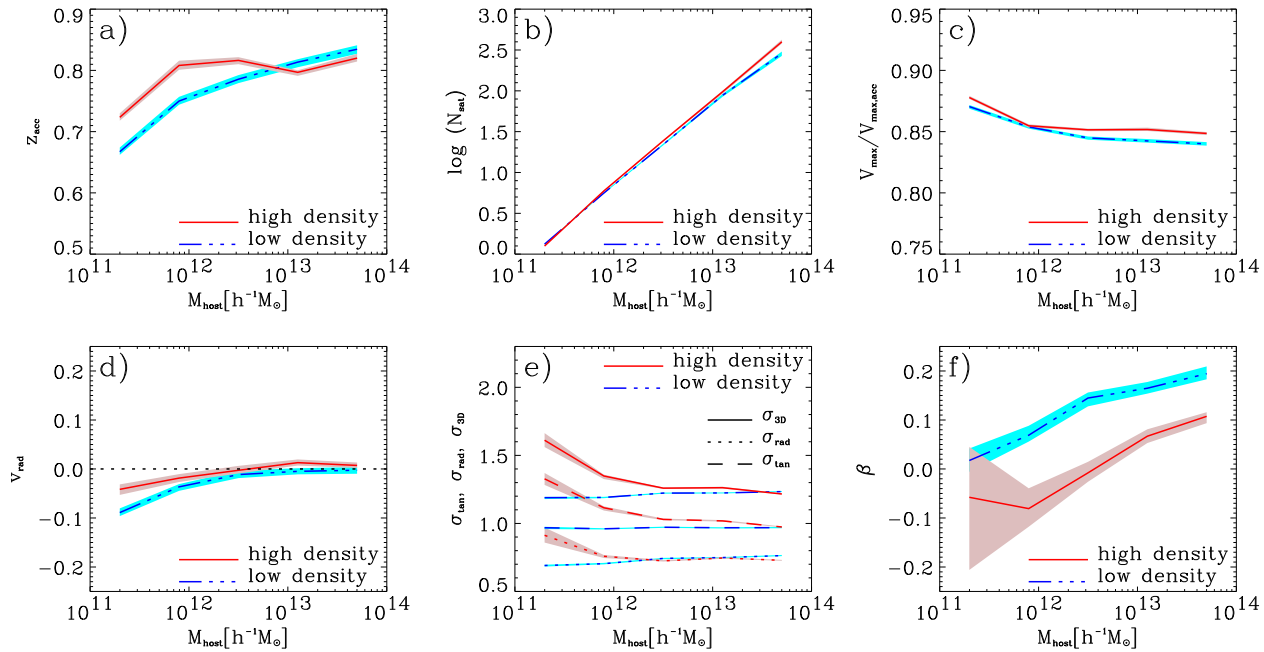 a)
0.9
0.8
0.7
0.6
0.5
z_acc
high density
low density
10^11 10^12 10^13 10^14
M_host[h^-1M_⊙]
b)
2.5
2.0
1.5
1.0
0.5
0.0
log (N_sat)
high density
low density
10^11 10^12 10^13 10^14
M_host[h^-1M_⊙]
c)
0.95
0.90
0.85
0.80
0.75
V_max/V_max,acc
high density
low density
10^11 10^12 10^13 10^14
M_host[h^-1M_⊙]
d)
0.2
0.1
0.0
−0.1
−0.2
v_rad
high density
low density
10^11 10^12 10^13 10^14
M_host[h^-1M_⊙]
e)
2.0
1.5
1.0
0.5
σ_tan, σ_rad, σ_3D
high density
low density
σ_3D
σ_rad
σ_tan
10^11 10^12 10^13 10^14
M_host[h^-1M_⊙]
f)
0.2
0.1
0.0
−0.1
−0.2
β
high density
low density
10^11 10^12 10^13 10^14
M_host[h^-1M_⊙]